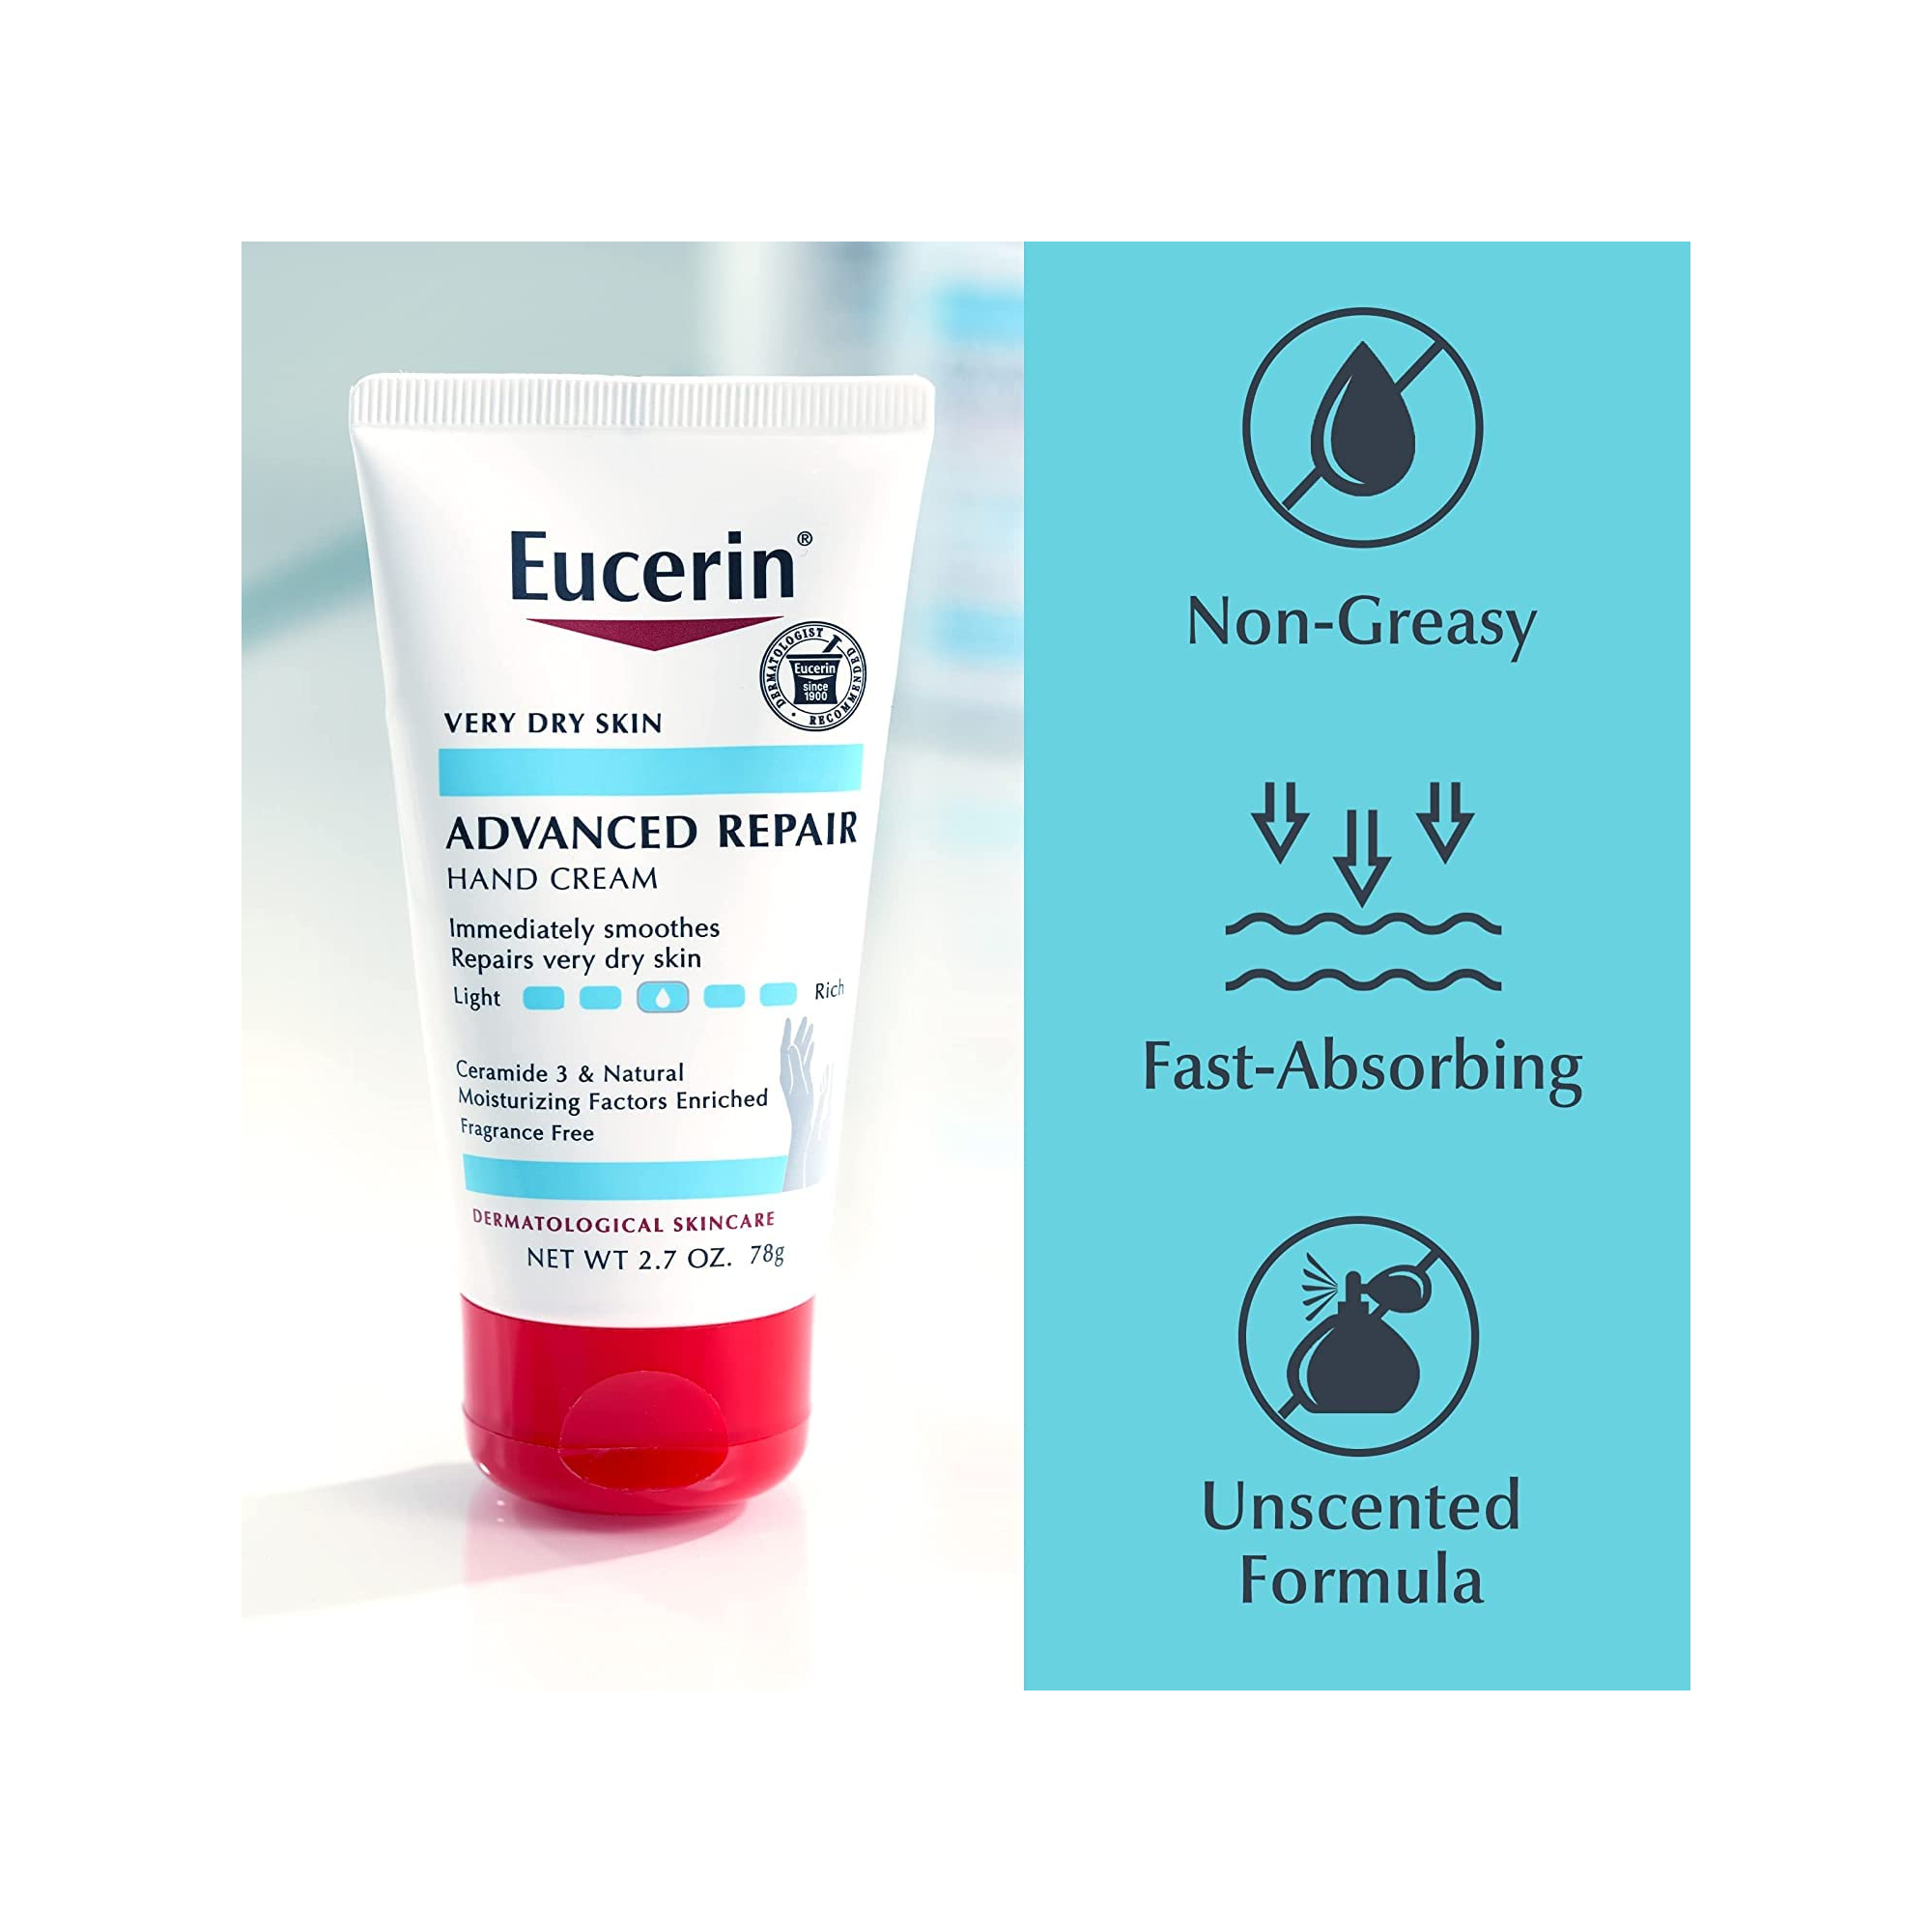 Eucerin®
DERMATOLOGIST RECOMMENDED
Eucerin
since
1900
VERY DRY SKIN
ADVANCED REPAIR
HAND CREAM
Immediately smoothes
Repairs very dry skin
Light Rich
Ceramide 3 & Natural
Moisturizing Factors Enriched
Fragrance Free
DERMATOLOGICAL SKINCARE
NET WT 2.7 OZ. 78g
Non-Greasy
Fast-Absorbing
Unscented
Formula